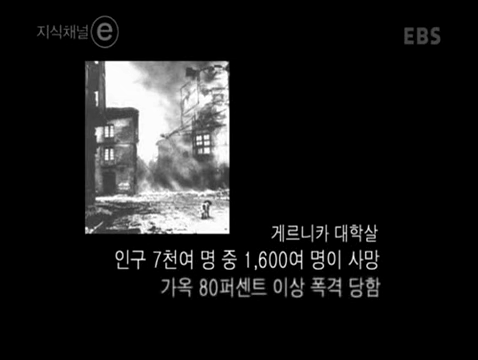 지식채널 e
EBS
게르니카 대학살
인구 7천여 명 중 1,600여 명이 사망
가옥 80퍼센트 이상 폭격 당함